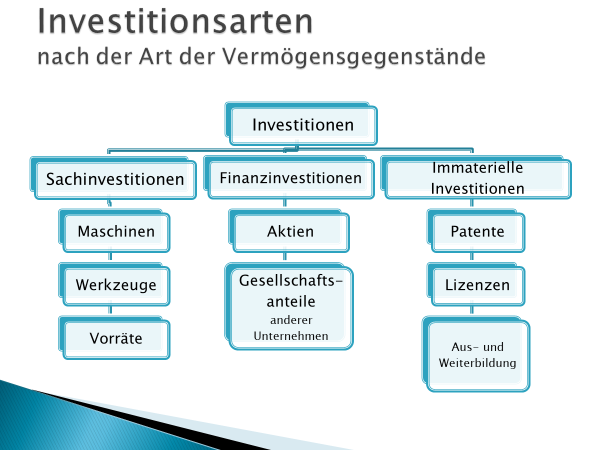 Investitionsarten
nach der Art der Vermögensgegenstände
Investitionen
Sachinvestitionen
Finanzinvestitionen
Immaterielle
Investitionen
Maschinen
Aktien
Patente
Werkzeuge
Gesellschafts-
anteile
anderer
Unternehmen
Lizenzen
Vorräte
Aus- und
Weiterbildung